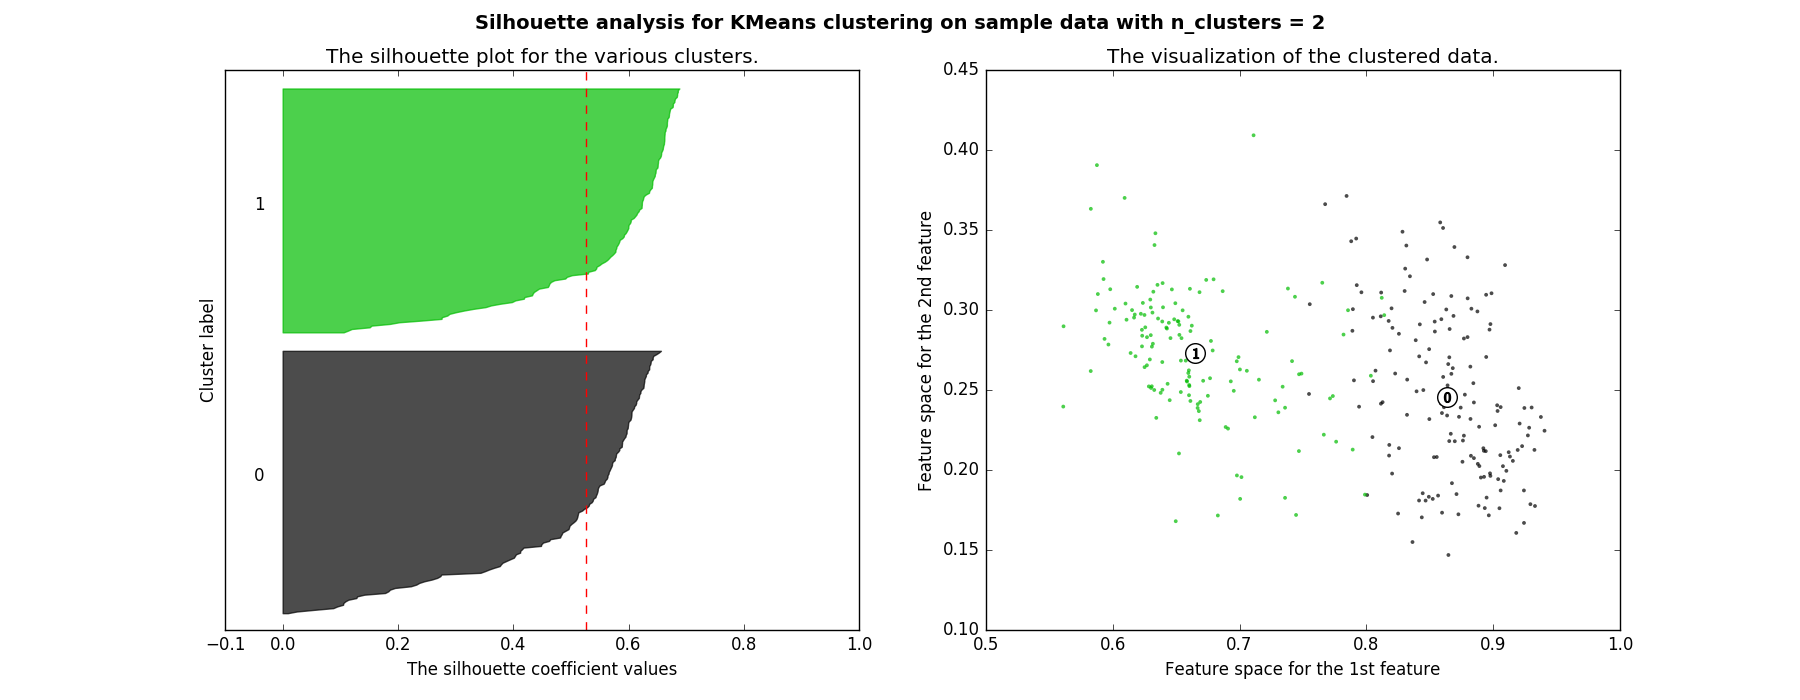 Silhouette analysis for KMeans clustering on sample data with n_clusters = 2
The silhouette plot for the various clusters.
1
0
Cluster label
−0.1 0.0 0.2 0.4 0.6 0.8 1.0
The silhouette coefficient values
The visualization of the clustered data.
0.45
0.40
0.35
0.30
0.25
0.20
0.15
0.10
Feature space for the 2nd feature
1
0
0.5 0.6 0.7 0.8 0.9 1.0
Feature space for the 1st feature